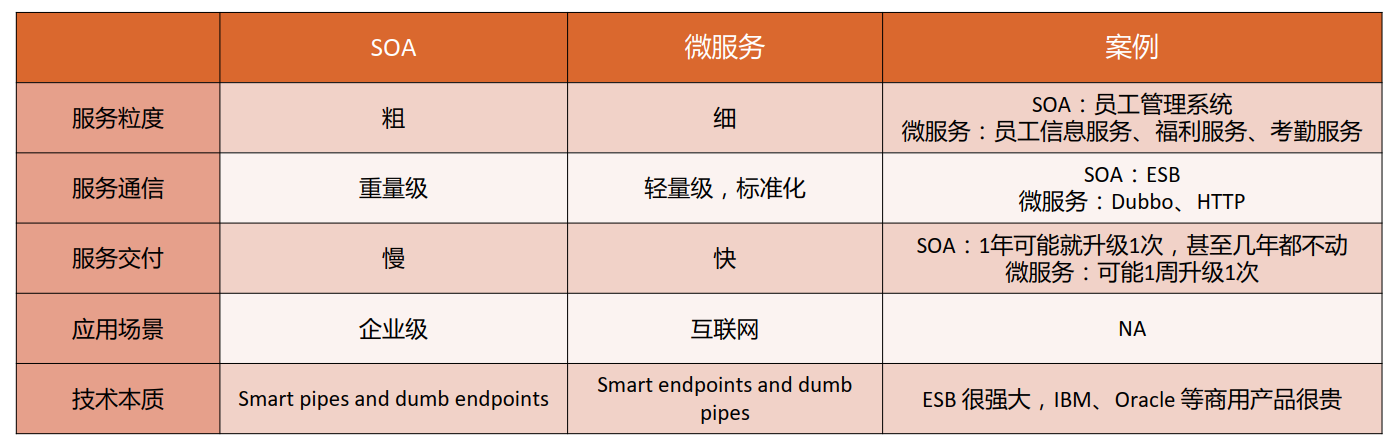 SOA
微服务
案例
服务粒度
粗
细
SOA：员工管理系统
微服务：员工信息服务、福利服务、考勤服务
服务通信
重量级
轻量级，标准化
SOA：ESB
微服务：Dubbo、HTTP
服务交付
慢
快
SOA：1年可能就升级1次，甚至几年都不动
微服务：可能1周升级1次
应用场景
企业级
互联网
NA
技术本质
Smart pipes and dumb endpoints
Smart endpoints and dumb
pipes
ESB 很强大，IBM、Oracle 等商用产品很贵